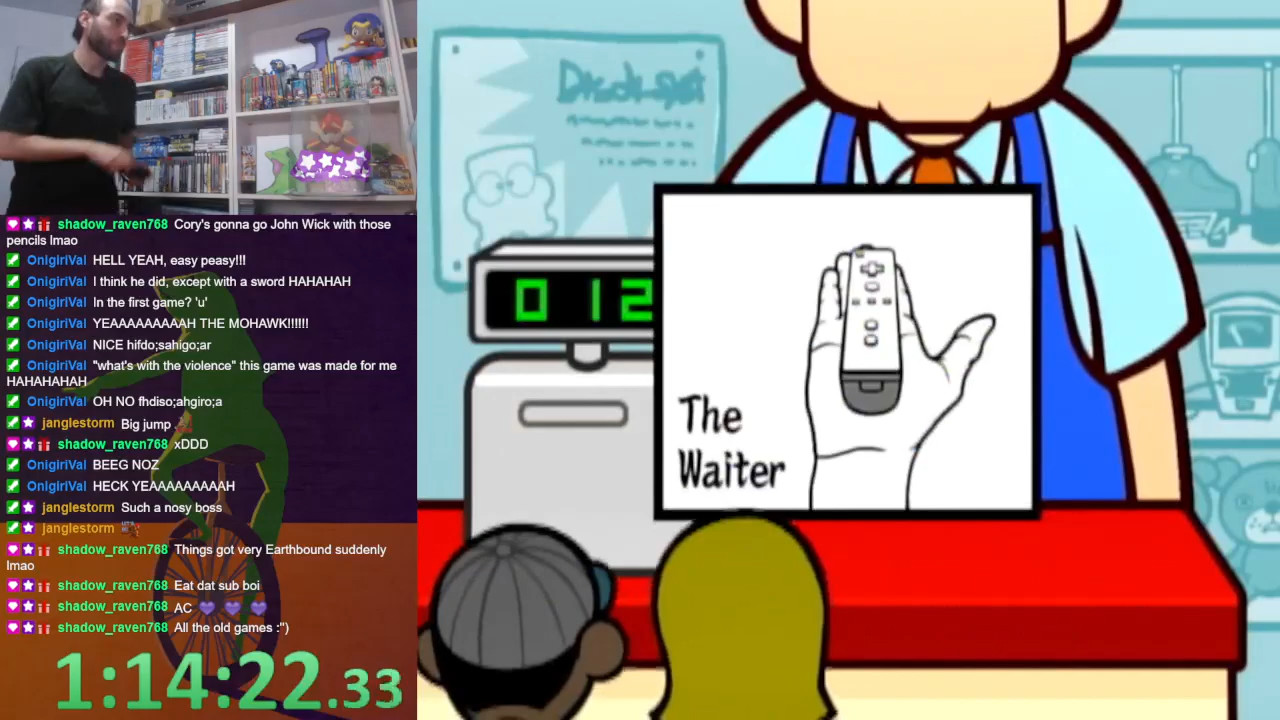 shadow_raven768 Cory's gonna go John Wick with those
pencils lmao
OnigiriVal HELL YEAH, easy peasy!!!
OnigiriVal I think he did, except with a sword HAHAHAH
OnigiriVal In the first game? 'u'
OnigiriVal YEAAAAAAAAAH THE MOHAWK!!!!!!
OnigiriVal NICE hifdo;sahigo;ar
OnigiriVal "what's with the violence" this game was made for me
HAHAHAHAH
OnigiriVal OH NO fhdiso;ahgiro;a
janglestorm Big jump
shadow_raven768 xDDD
OnigiriVal BEEG NOZ
OnigiriVal HECK YEAAAAAAAAAH
janglestorm Such a nosy boss
janglestorm
shadow_raven768 Things got very Earthbound suddenly
lmao
shadow_raven768 Eat dat sub boi
shadow_raven768 AC 💜 💜 💜
shadow_raven768 All the old games :")
1:14:22.33
0 12
The
Waiter